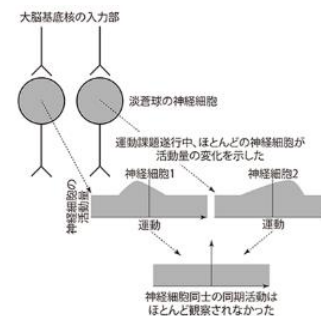 大脳基底核の入力部
淡蒼球の神経細胞
運動課題遂行中、ほとんどの神経細胞が
活動量の変化を示した
神経細胞の
活動量
神経細胞1
神経細胞2
運動
運動
神経細胞同士の同期活動は
ほとんど観察されなかった